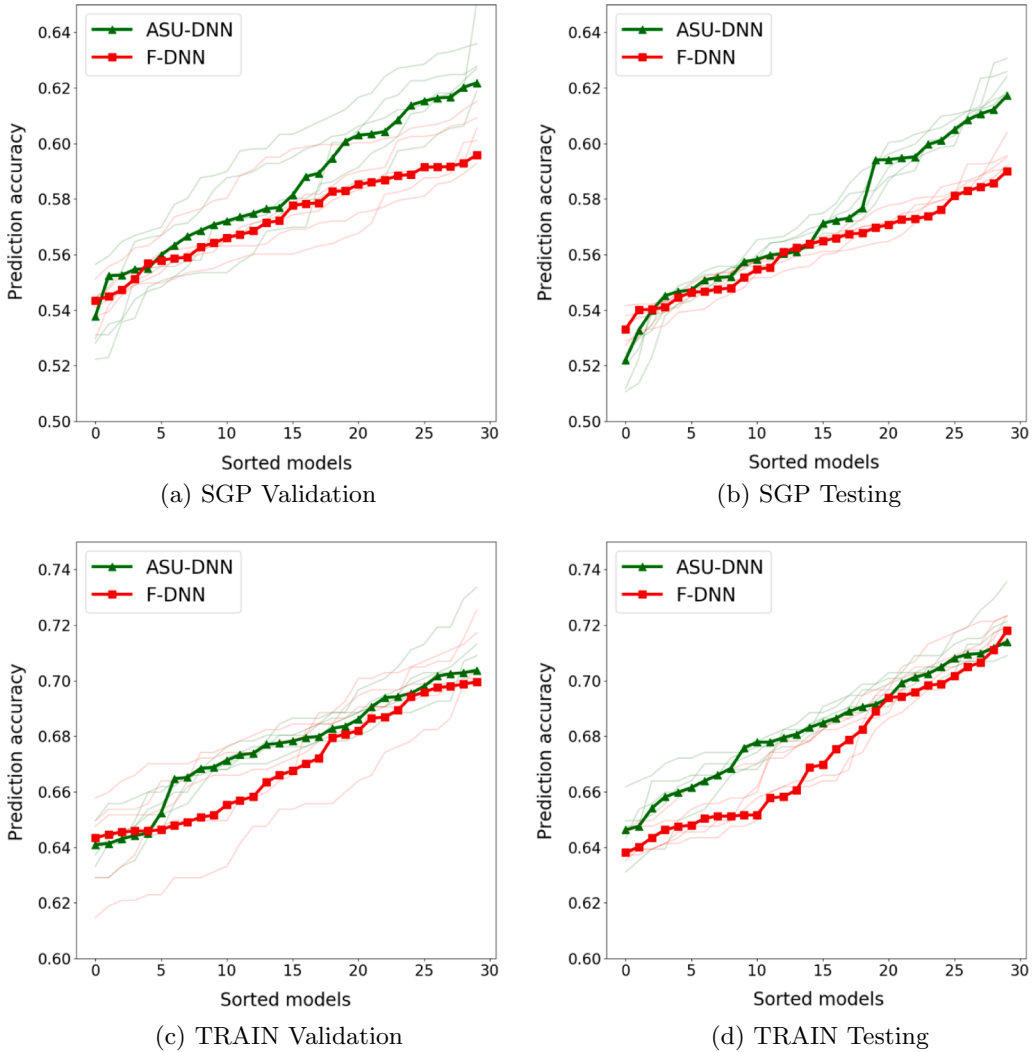 ASU-DNN
F-DNN
Prediction accuracy
0.64
0.62
0.60
0.58
0.56
0.54
0.52
0.50
0 5 10 15 20 25 30
Sorted models
(a) SGP Validation
ASU-DNN
F-DNN
Prediction accuracy
0.64
0.62
0.60
0.58
0.56
0.54
0.52
0.50
0 5 10 15 20 25 30
Sorted models
(b) SGP Testing
ASU-DNN
F-DNN
Prediction accuracy
0.74
0.72
0.70
0.68
0.66
0.64
0.62
0.60
0 5 10 15 20 25 30
Sorted models
(c) TRAIN Validation
ASU-DNN
F-DNN
Prediction accuracy
0.74
0.72
0.70
0.68
0.66
0.64
0.62
0.60
0 5 10 15 20 25 30
Sorted models
(d) TRAIN Testing